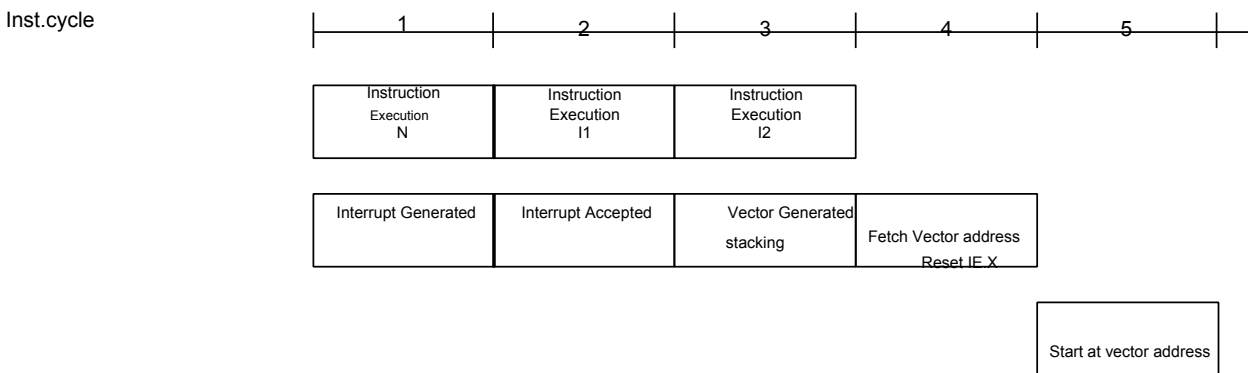 Inst.cycle
1 2 3 4 5
Instruction
Execution
N
Instruction
Execution
I1
Instruction
Execution
I2
Interrupt Generated
Interrupt Accepted
Vector Generated
stacking
Fetch Vector address
Reset IE.X
Start at vector address